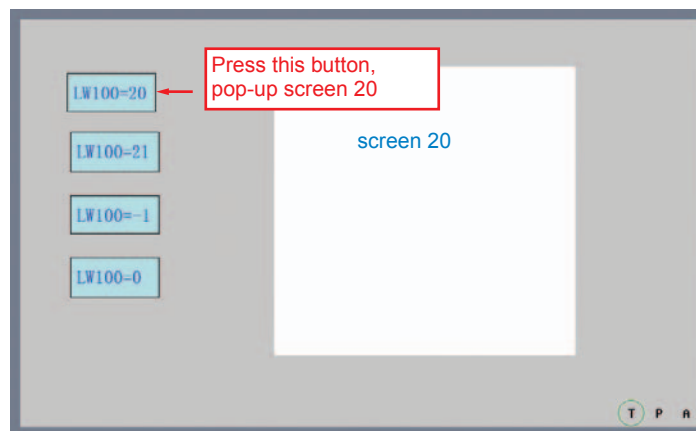 Press this button,
pop-up screen 20
LW100=20
screen 20
LW100=21
LW100=-1
LW100=0
T P A